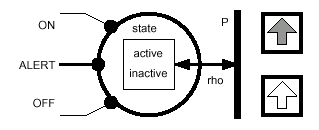 ON
state
P
active
ALERT
inactive
rho
OFF